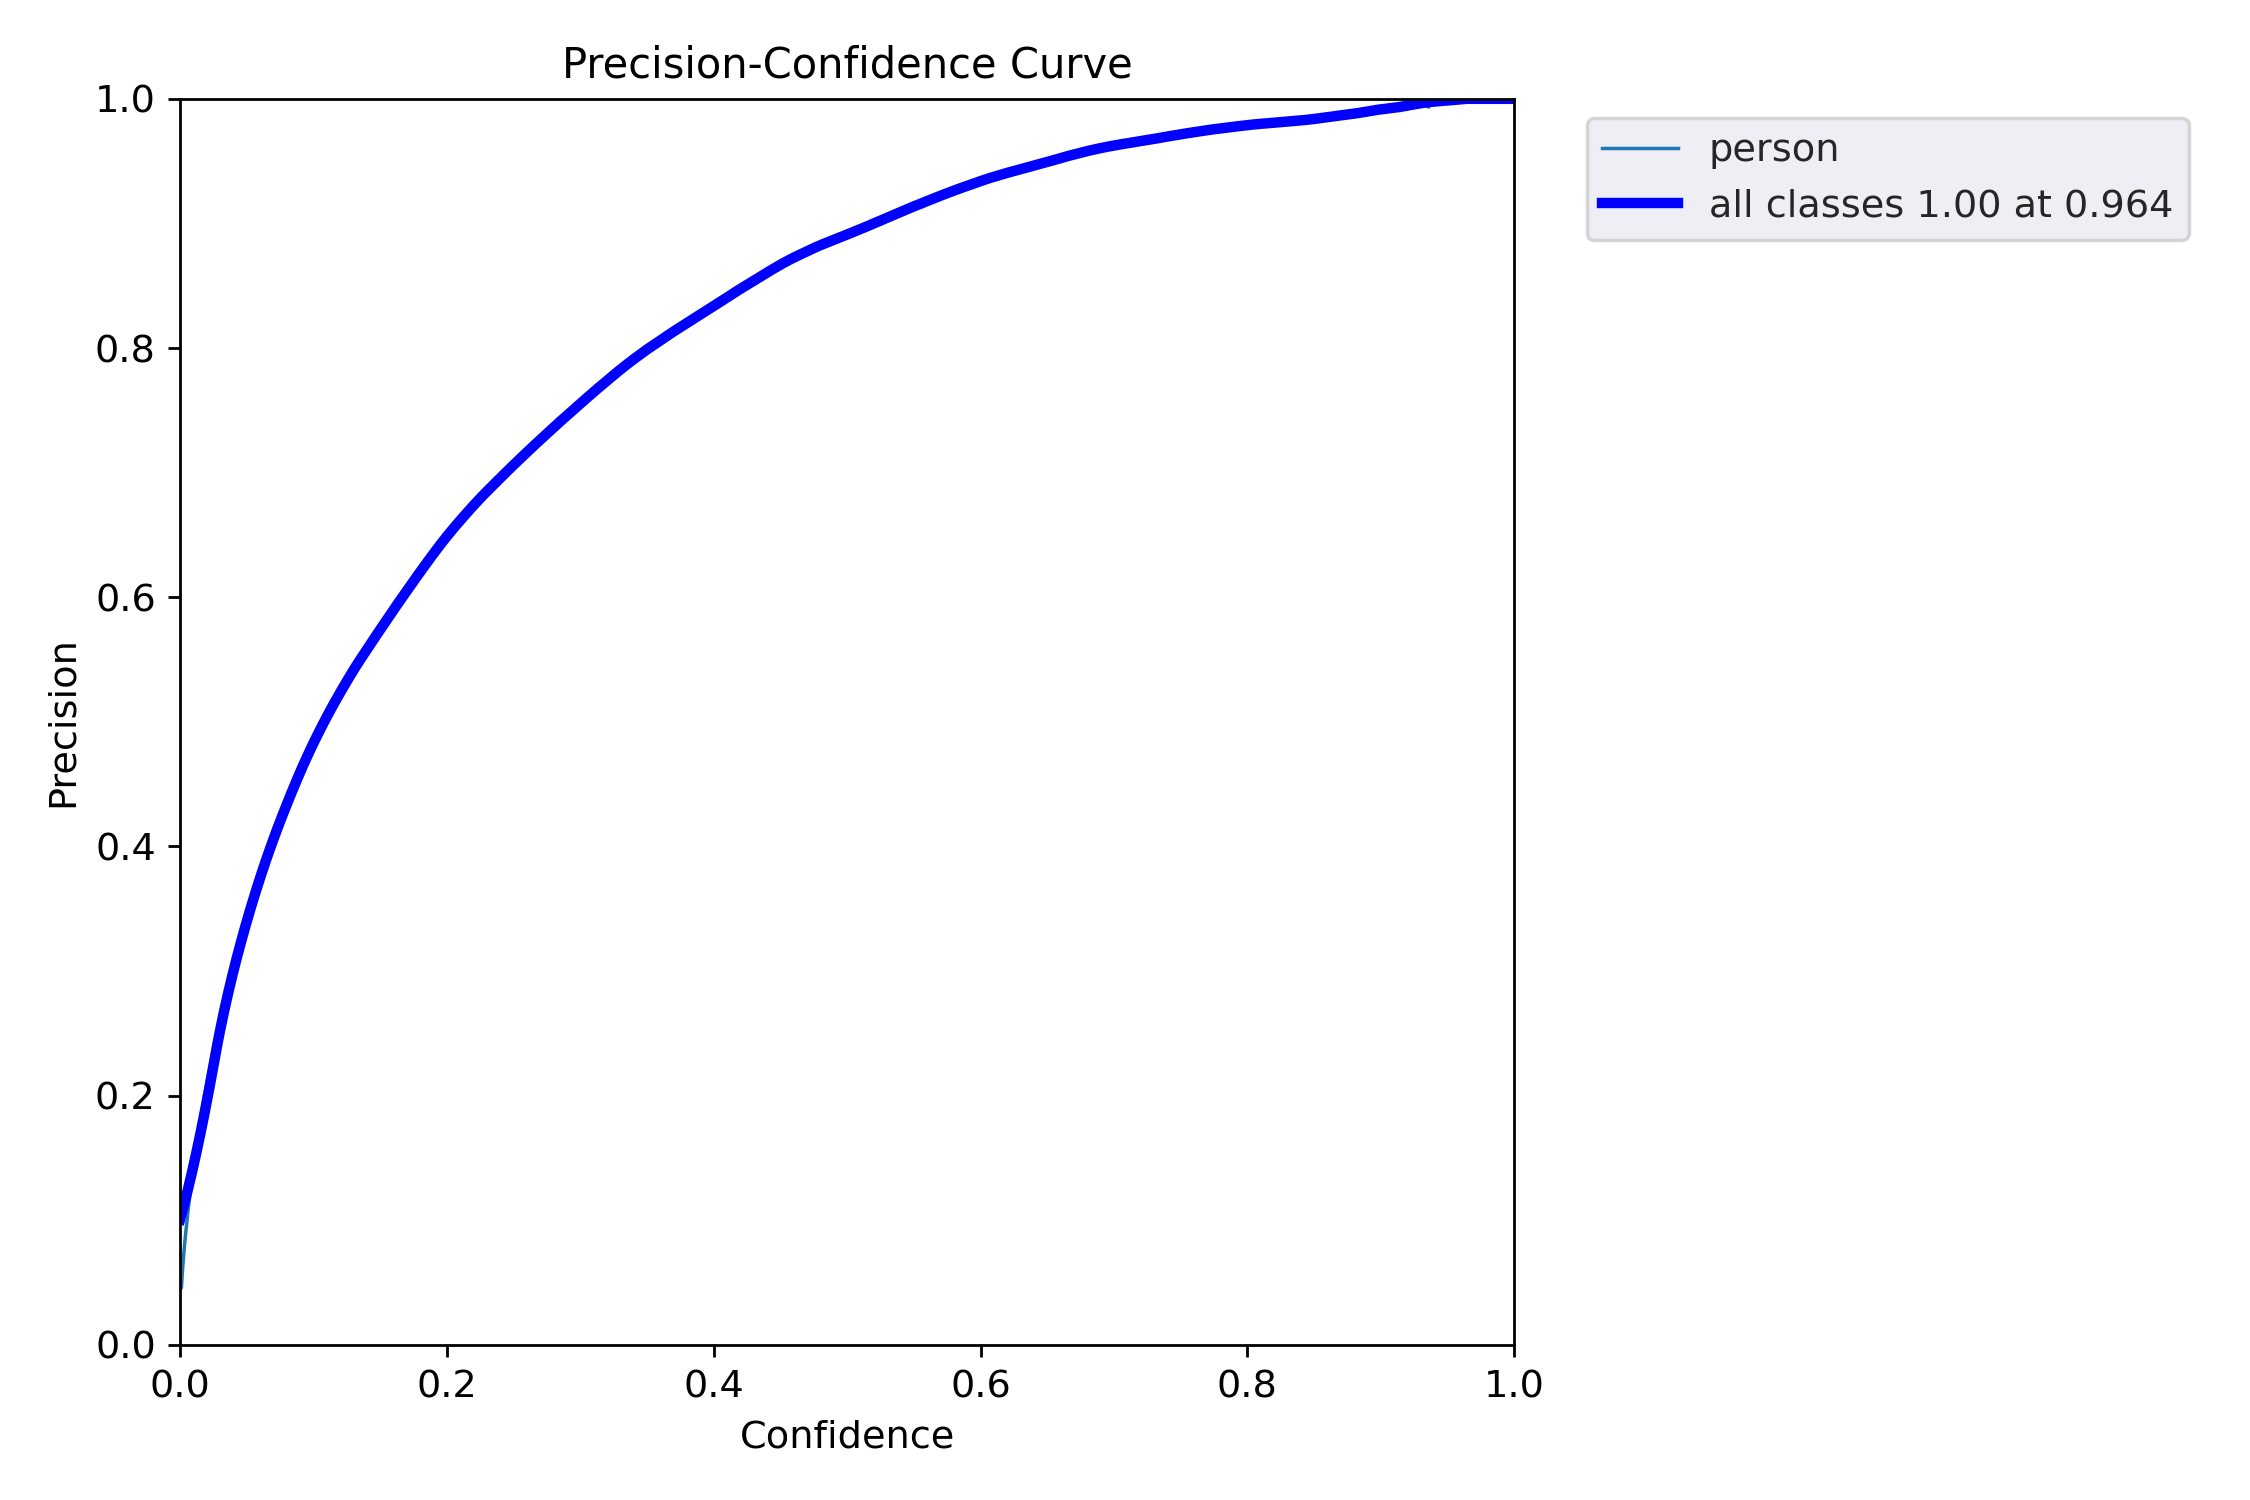 Precision-Confidence Curve
1.0
0.8
0.6
0.4
0.2
0.0
Precision
0.0 0.2 0.4 0.6 0.8 1.0
Confidence
person
all classes 1.00 at 0.964